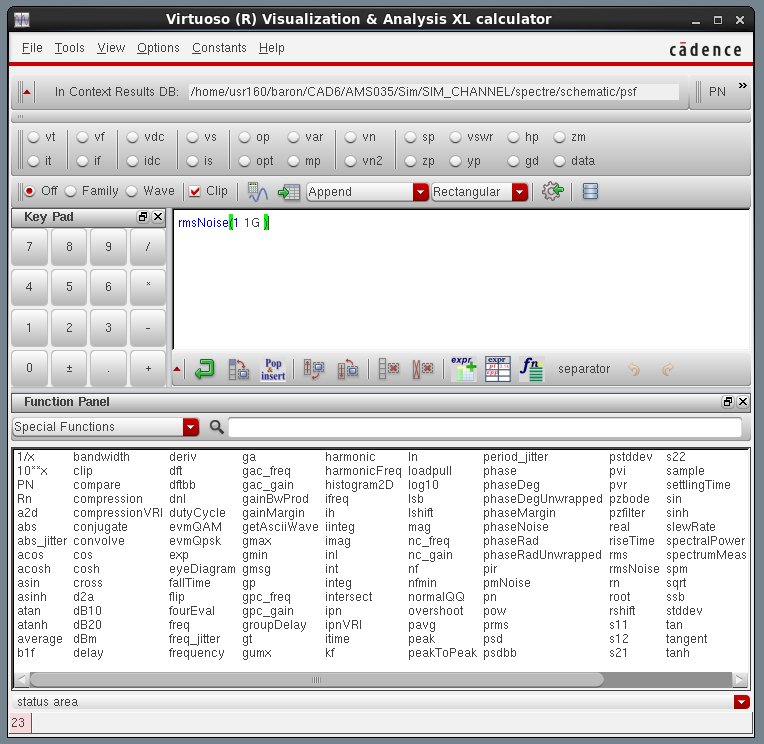 Virtuoso (R) Visualization & Analysis XL calculator
File Tools View Options Constants Help cādence
In Context Results DB: /home/usr160/baron/CAD6/AMS035/Sim/SIM_CHANNEL/spectre/schematic/psf PN »
vt vf vdc vs op var vn sp vswr hp zm
it if idc is opt mp vn2 zp yp gd data
Off Family Wave Clip Append Rectangular
Key Pad
rmsNoise(1 1G )
7 8 9 /
4 5 6 *
1 2 3 -
0 ± . +
Pop & insert expr expr fn separator
Function Panel
Special Functions
1/x bandwidth deriv ga harmonic ln period_jitter pstddev s22
10**x clip dft gac_freq harmonicFreq loadpull phase pvi sample
PN compare dftbb gac_gain histogram2D log10 phaseDeg pvr settlingTime
Rn compression dnl gainBwProd ifreq lsb phaseDegUnwrapped pzbode sin
a2d compressionVRI dutyCycle gainMargin ih lshift phaseMargin pzfilter sinh
abs conjugate evmQAM getAsciiWave iinteg mag phaseNoise real slewRate
abs_jitter convolve evmQpsk gmax imag nc_freq phaseRad riseTime spectralPower
acos cos exp gmin inl nc_gain phaseRadUnwrapped rms spectrumMeas
acosh cosh eyeDiagram gmsg int nf pir rmsNoise spm
asin cross fallTime gp integ nfmin pmNoise rn sqrt
asinh d2a flip gpc_freq intersect normalQQ pn root ssb
atan dB10 fourEval gpc_gain ipn overshoot pow rshift stddev
atanh dB20 freq groupDelay ipnVRI pavg prms s11 tan
average dBm freq_jitter gt itime peak psd s12 tangent
b1f delay frequency gumx kf peakToPeak psdbb s21 tanh
status area
23